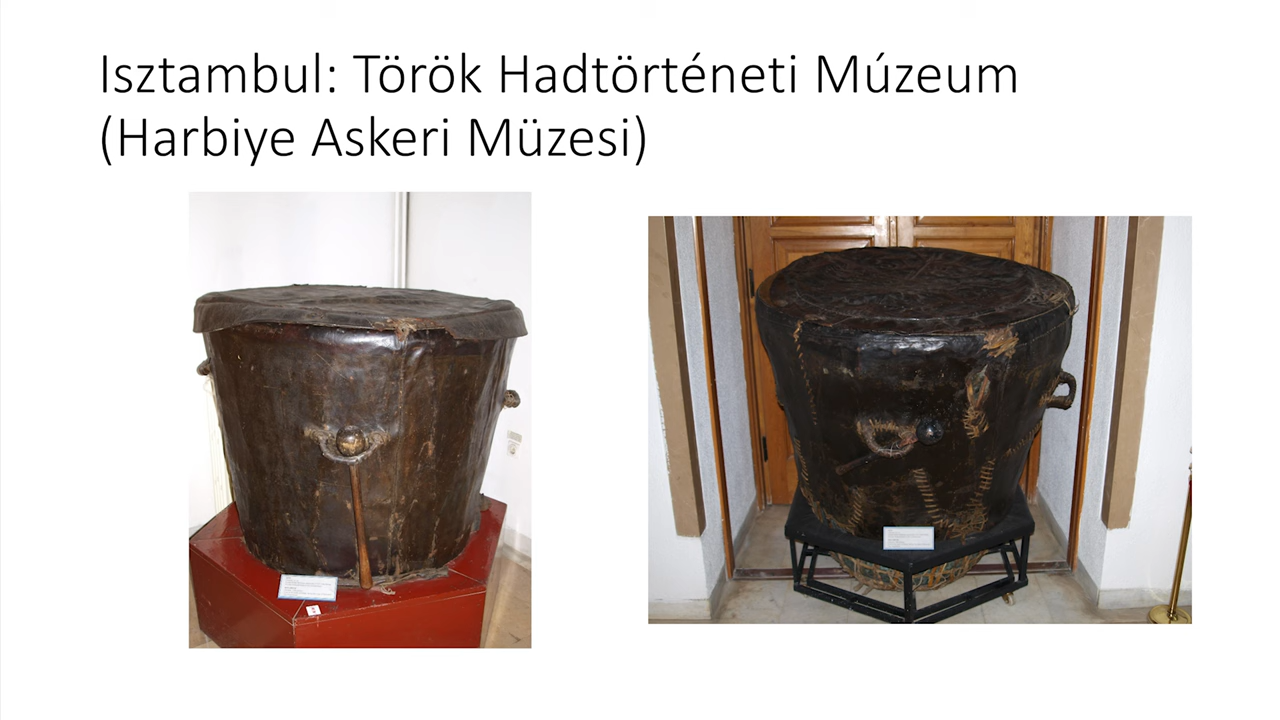 Isztambul: Török Hadtörténeti Múzeum
(Harbiye Askeri Müzesi)